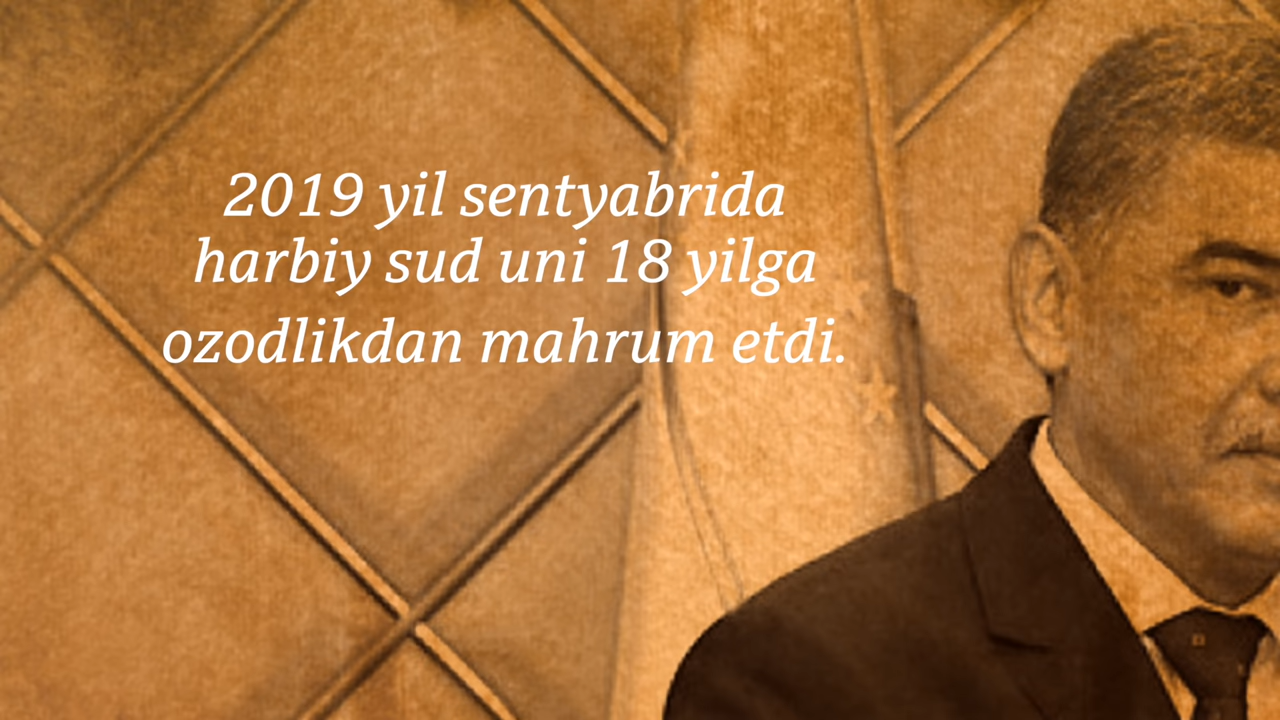 2019 yil sentyabrida
harbiy sud uni 18 yilga
ozodlikdan mahrum etdi.